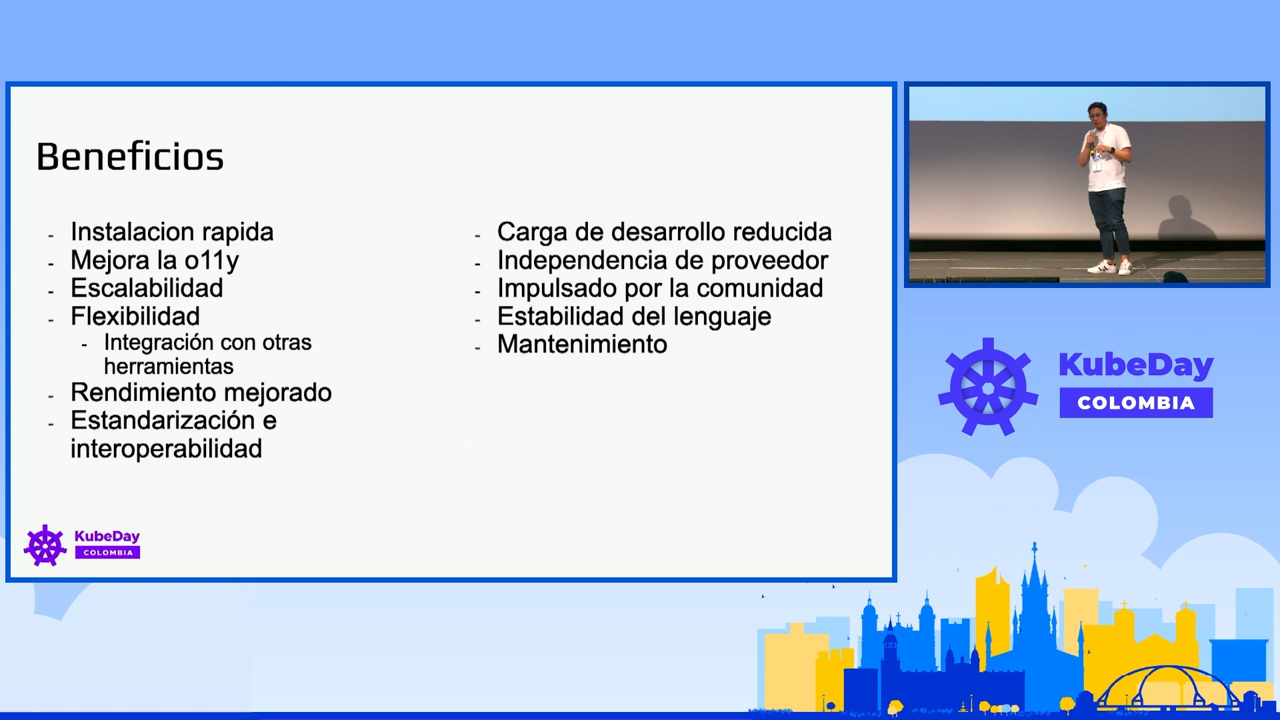 Beneficios
- Instalacion rapida
- Mejora la o11y
- Escalabilidad
- Flexibilidad
- Integración con otras
herramientas
- Rendimiento mejorado
- Estandarización e
interoperabilidad
- Carga de desarrollo reducida
- Independencia de proveedor
- Impulsado por la comunidad
- Estabilidad del lenguaje
- Mantenimiento
KubeDay
COLOMBIA
KubeDay
COLOMBIA